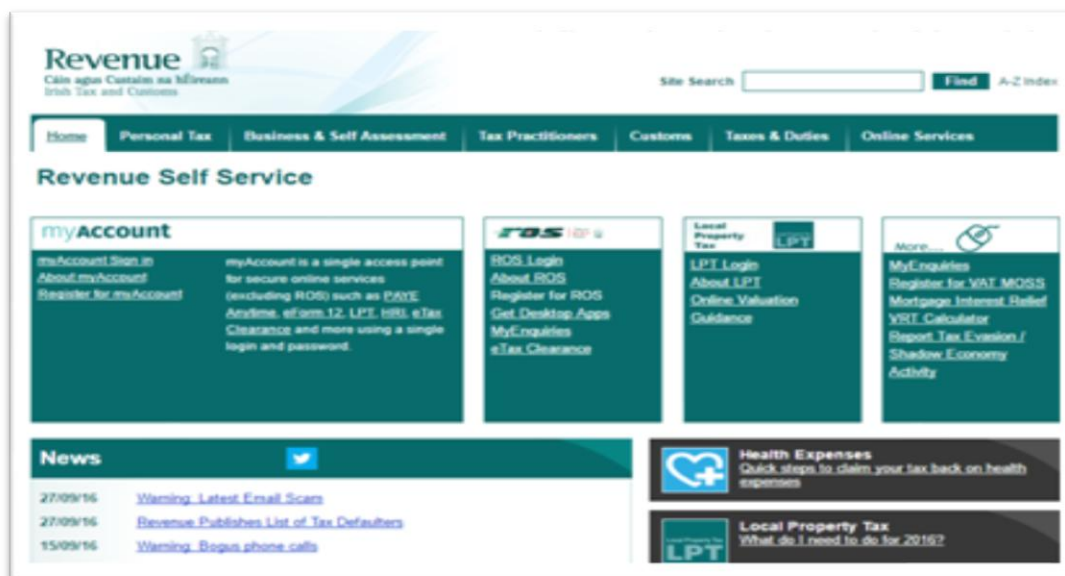 Revenue
Cáin agus Custaim na hÉireann
Irish Tax and Customs
Site Search
Find
A-Z Index
Home
Personal Tax
Business & Self Assessment
Tax Practitioners
Customs
Taxes & Duties
Online Services
Revenue Self Service
myAccount
myAccount Sign in
About myAccount
Register for myAccount
myAccount is a single access point
for secure online services
(excluding ROS) such as PAYE
Anytime, eForm 12, LPT, HRI, eTax
Clearance and more using a single
login and password.
ros
ROS Login
About ROS
Register for ROS
Get Desktop Apps
MyEnquiries
eTax Clearance
Local
Property
Tax
LPT
LPT Login
About LPT
Online Valuation
Guidance
More....
MyEnquiries
Register for VAT MOSS
Mortgage Interest Relief
VRT Calculator
Report Tax Evasion /
Shadow Economy
Activity
News
27/09/16 Warning: Latest Email Scam
27/09/16 Revenue Publishes List of Tax Defaulters
15/09/16 Warning: Bogus phone calls
Health Expenses
Quick steps to claim your tax back on health
expenses
LPT
Local Property Tax
What do I need to do for 2016?